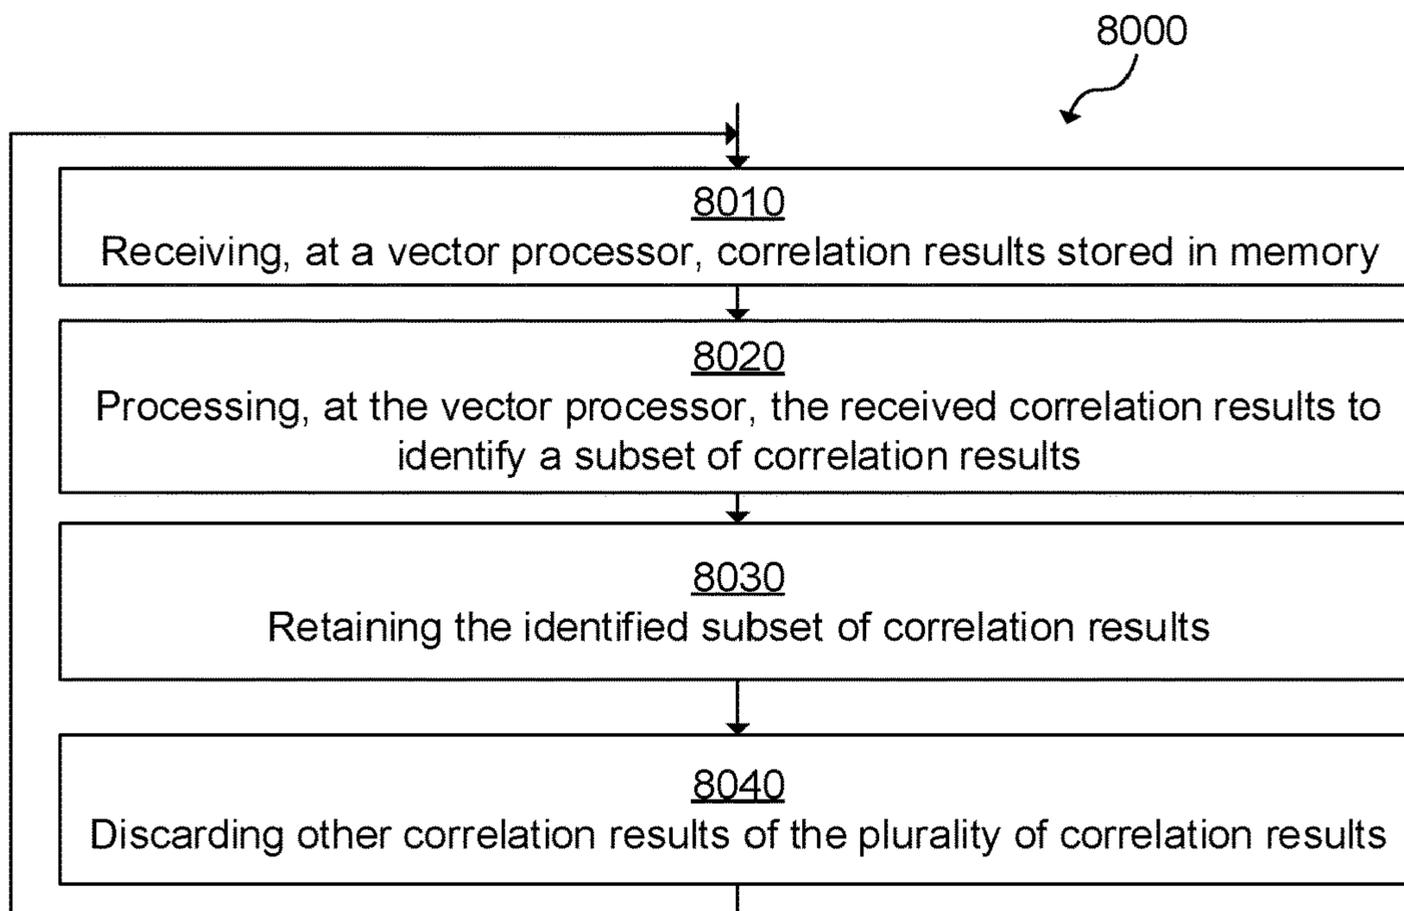 8000
8010
Receiving, at a vector processor, correlation results stored in memory
8020
Processing, at the vector processor, the received correlation results to
identify a subset of correlation results
8030
Retaining the identified subset of correlation results
8040
Discarding other correlation results of the plurality of correlation results